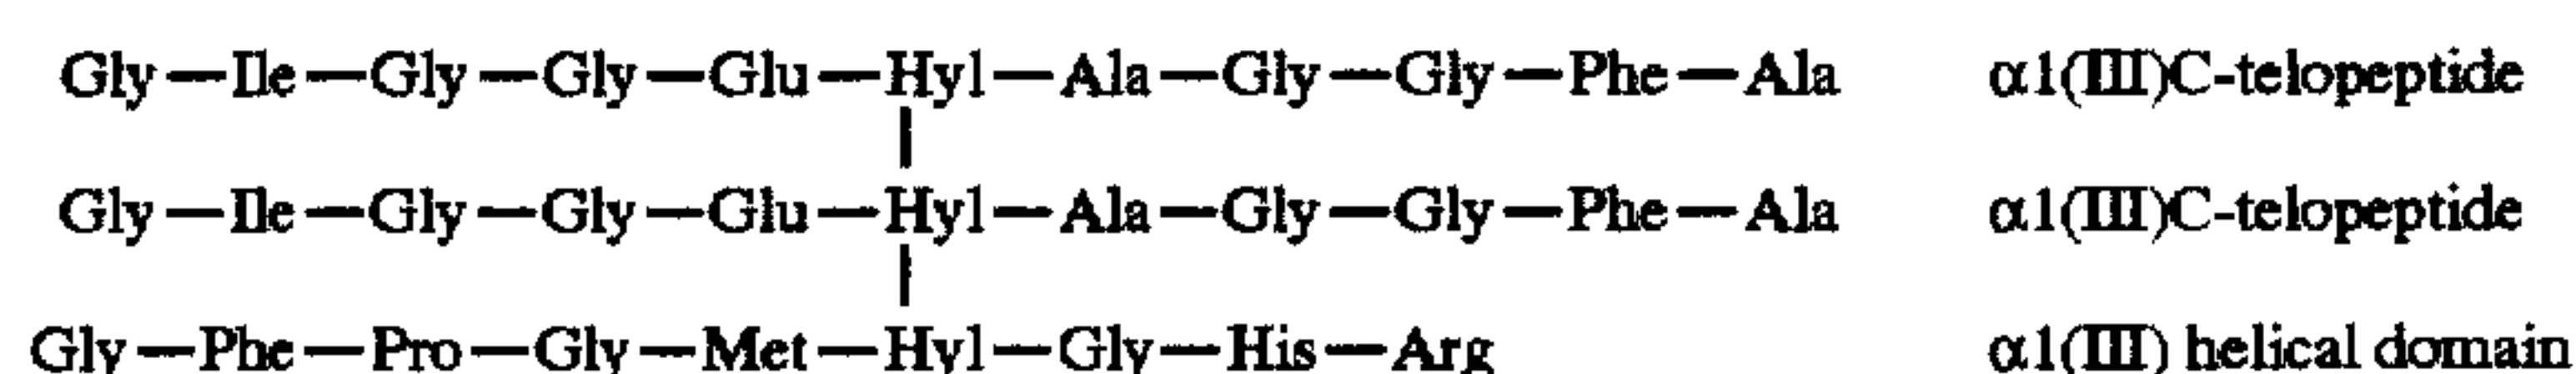 Gly—Ile—Gly—Gly—Glu—Hyl—Ala—Gly—Gly—Phe—Ala α1(III)C-telopeptide
Gly—Ile—Gly—Gly—Glu—Hyl—Ala—Gly—Gly—Phe—Ala α1(III)C-telopeptide
Gly—Phe—Pro—Gly—Met—Hyl—Gly—His—Arg α1(III) helical domain